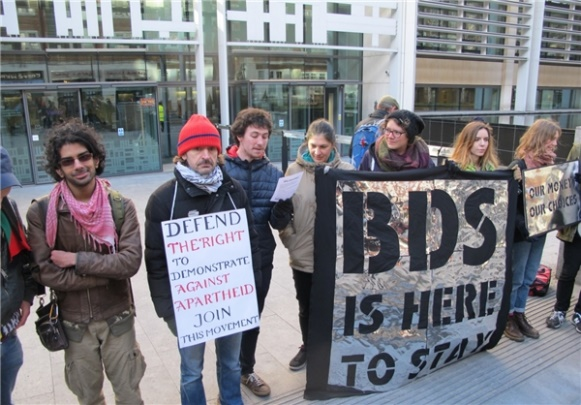 DEFEND
THE RIGHT
TO
DEMONSTRATE
AGAINST
APARTHEID
JOIN
THIS MOVEMENT
BDS
IS HERE
TO STAY
OUR MONEY
OUR CHOICES